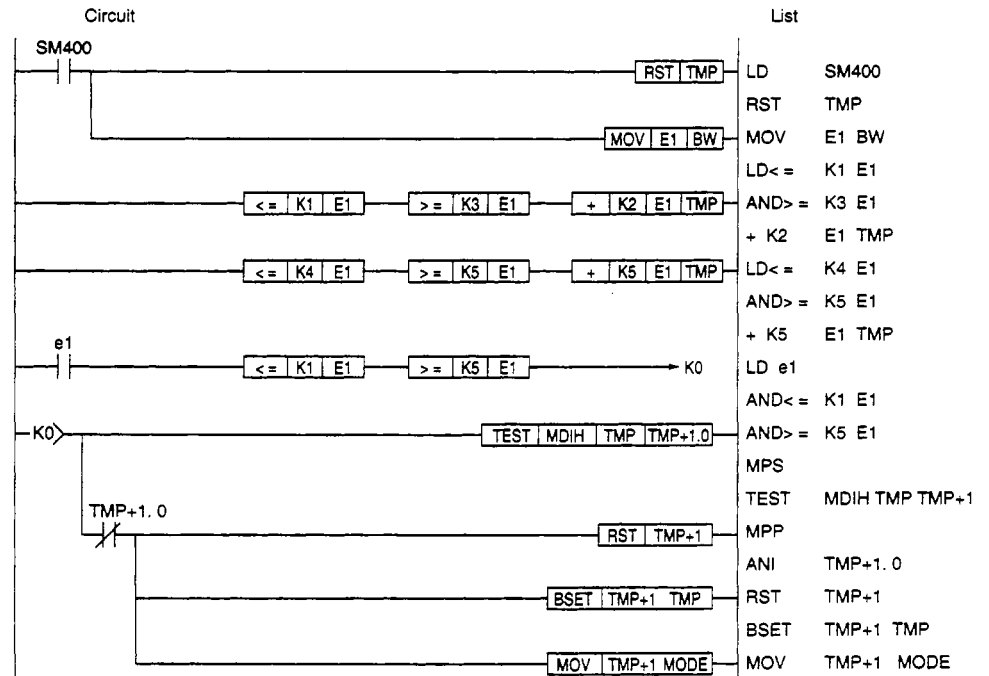 Circuit List
SM400
RST TMP LD SM400
RST TMP
MOV E1 BW MOV E1 BW
LD<= K1 E1
<= K1 E1 >= K3 E1 + K2 E1 TMP AND>= K3 E1
+ K2 E1 TMP
<= K4 E1 >= K5 E1 + K5 E1 TMP LD<= K4 E1
AND>= K5 E1
+ K5 E1 TMP
e1
<= K1 E1 >= K5 E1 K0 LD e1
AND<= K1 E1
K0 TEST MDIH TMP TMP+1.0 AND>= K5 E1
MPS
TEST MDIH TMP TMP+1
TMP+1. 0
RST TMP+1 MPP
ANI TMP+1. 0
BSET TMP+1 TMP RST TMP+1
BSET TMP+1 TMP
MOV TMP+1 MODE MOV TMP+1 MODE